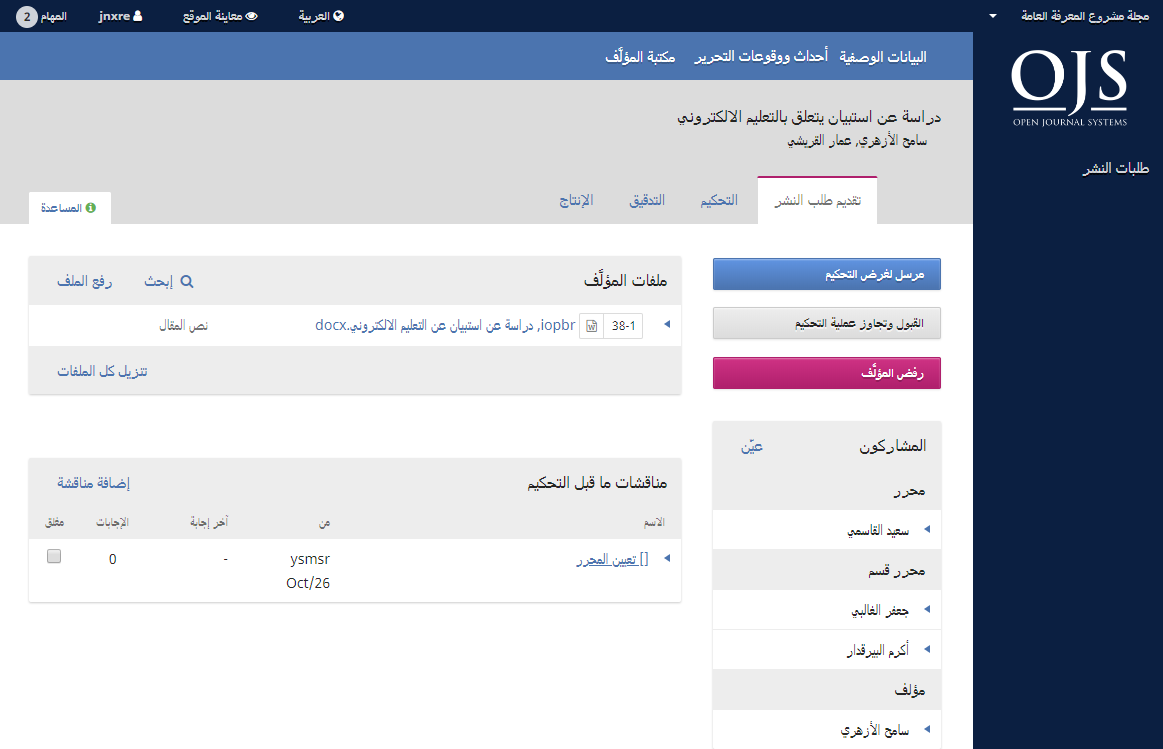 مجلة مشروع المعرفة العامة
العربية
معاينة الموقع
jnxre
المهام 2
OJS
OPEN JOURNAL SYSTEMS
طلبات النشر
البيانات الوصفية أحداث ووقوعات التحرير مكتبة المؤلَّف
دراسة عن استبيان يتعلق بالتعليم الالكتروني
سامح الأزهري, عمار القريشي
تقديم طلب النشر التحكيم التدقيق الإنتاج
المساعدة
مرسل لغرض التحكيم
القبول وتجاوز عملية التحكيم
رفض المؤلَّف
المشاركون عيّن
محرر
سعيد القاسمي
محرر قسم
جعفر الغالبي
أكرم البيرقدار
مؤلف
سامح الأزهري
ملفات المؤلَّف إبحث رفع الملف
38-1 iopbr, دراسة عن استبيان عن التعليم الالكتروني.docx نص المقال
تنزيل كل الملفات
مناقشات ما قبل التحكيم إضافة مناقشة
الاسم من آخر إجابة الإجابات مغلق
[] تعيين المحرر ysmsr - 0
Oct/26